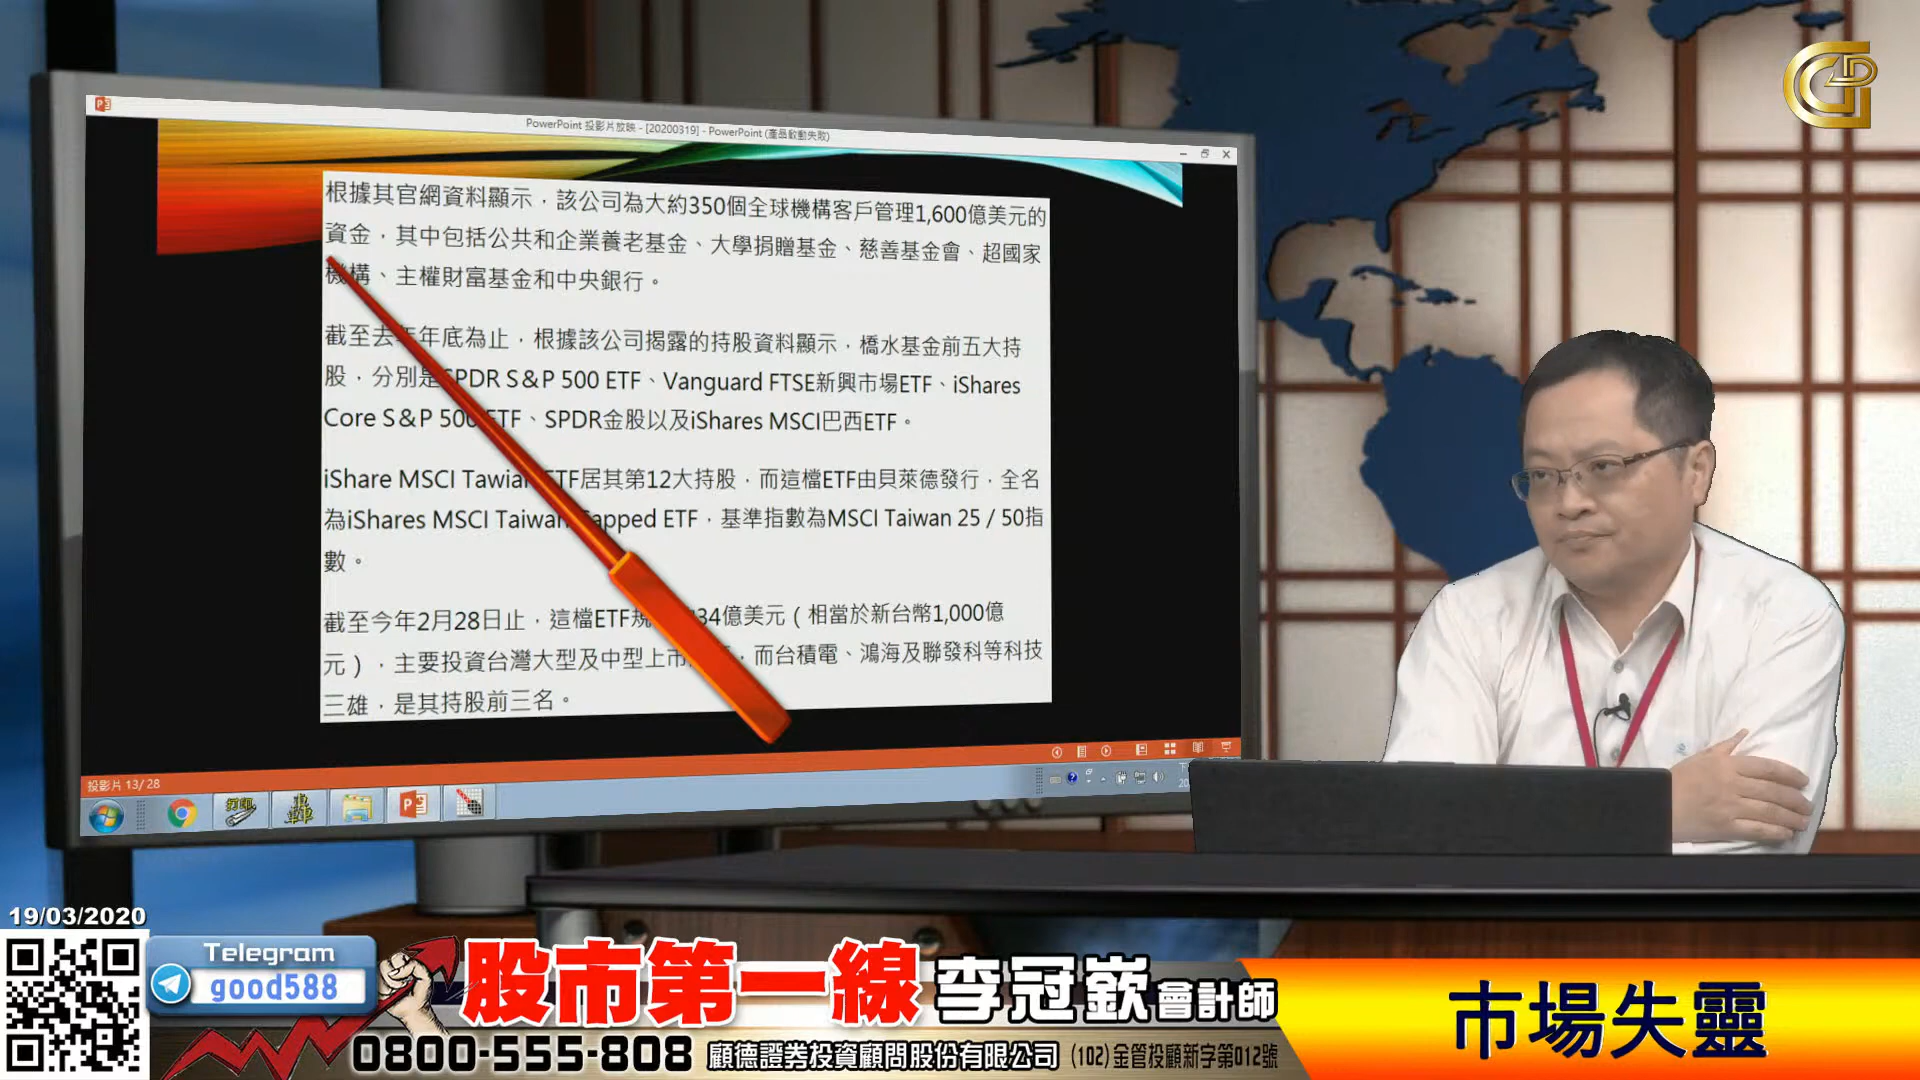 PowerPoint 投影片放映 - [20200319] - PowerPoint (產品啟動失敗)
根據其官網資料顯示，該公司為大約350個全球機構客戶管理1,600億美元的
資金，其中包括公共和企業養老基金、大學捐贈基金、慈善基金會、超國家
機構、主權財富基金和中央銀行。
截至去年年底為止，根據該公司揭露的持股資料顯示，橋水基金前五大持
股，分別是SPDR S&P 500 ETF、Vanguard FTSE新興市場ETF、iShares
Core S&P 500 ETF、SPDR金股以及iShares MSCI巴西ETF。
iShare MSCI Tawian ETF居其第12大持股，而這檔ETF由貝萊德發行，全名
為iShares MSCI Taiwan Capped ETF，基準指數為MSCI Taiwan 25 / 50指
數。
截至今年2月28日止，這檔ETF規 34億美元（相當於新台幣1,000億
元），主要投資台灣大型及中型上市 ，而台積電、鴻海及聯發科等科技
三雄，是其持股前三名。
投影片 13/ 28
打印
19/03/2020
Telegram
good588
股市第一線 李冠嶔 會計師
0800-555-808 顧德證券投資顧問股份有限公司 (102)金管投顧新字第012號
市場失靈